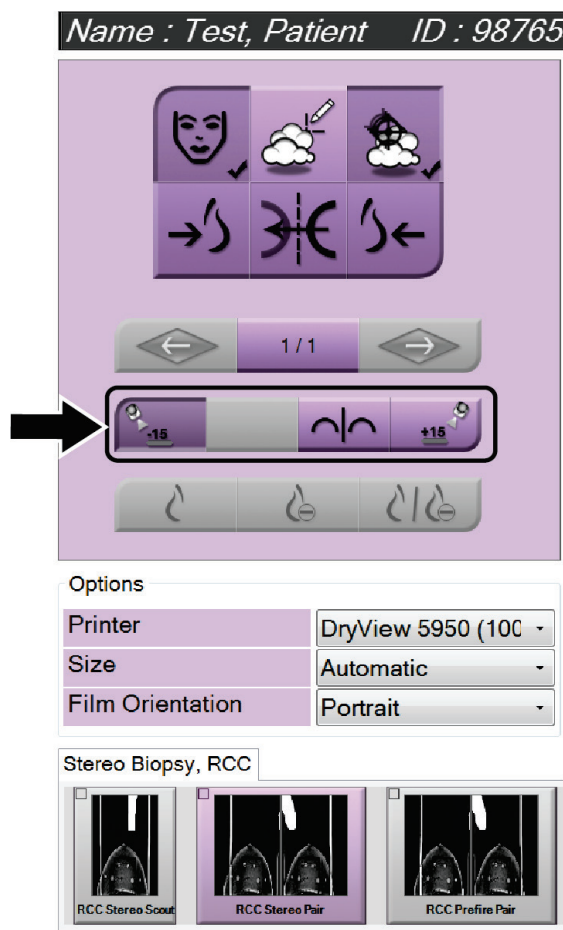 Name : Test, Patient ID : 98765
1 / 1
-15 +15
Options
Printer DryView 5950 (100
Size Automatic
Film Orientation Portrait
Stereo Biopsy, RCC
RCC Stereo Scout RCC Stereo Pair RCC Prefire Pair